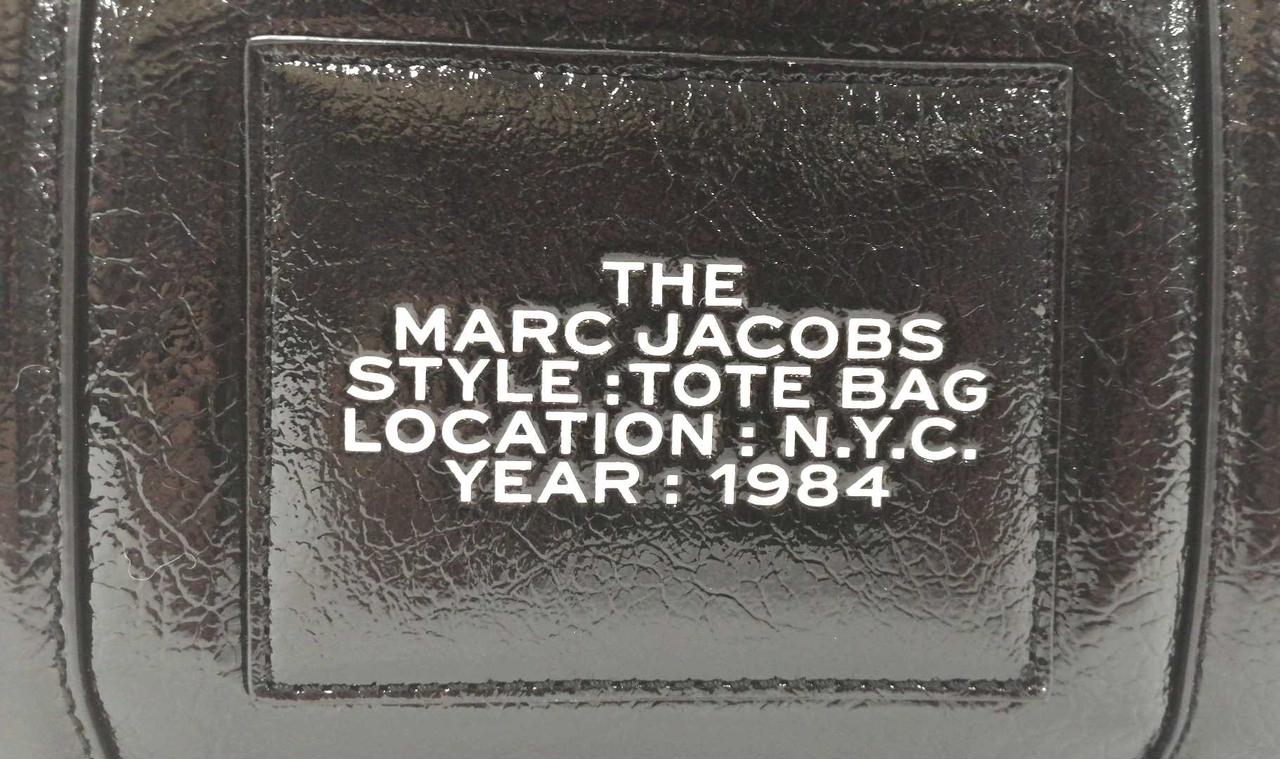 THE
MARC JACOBS
STYLE :TOTE BAG
LOCATION : N.Y.C.
YEAR : 1984